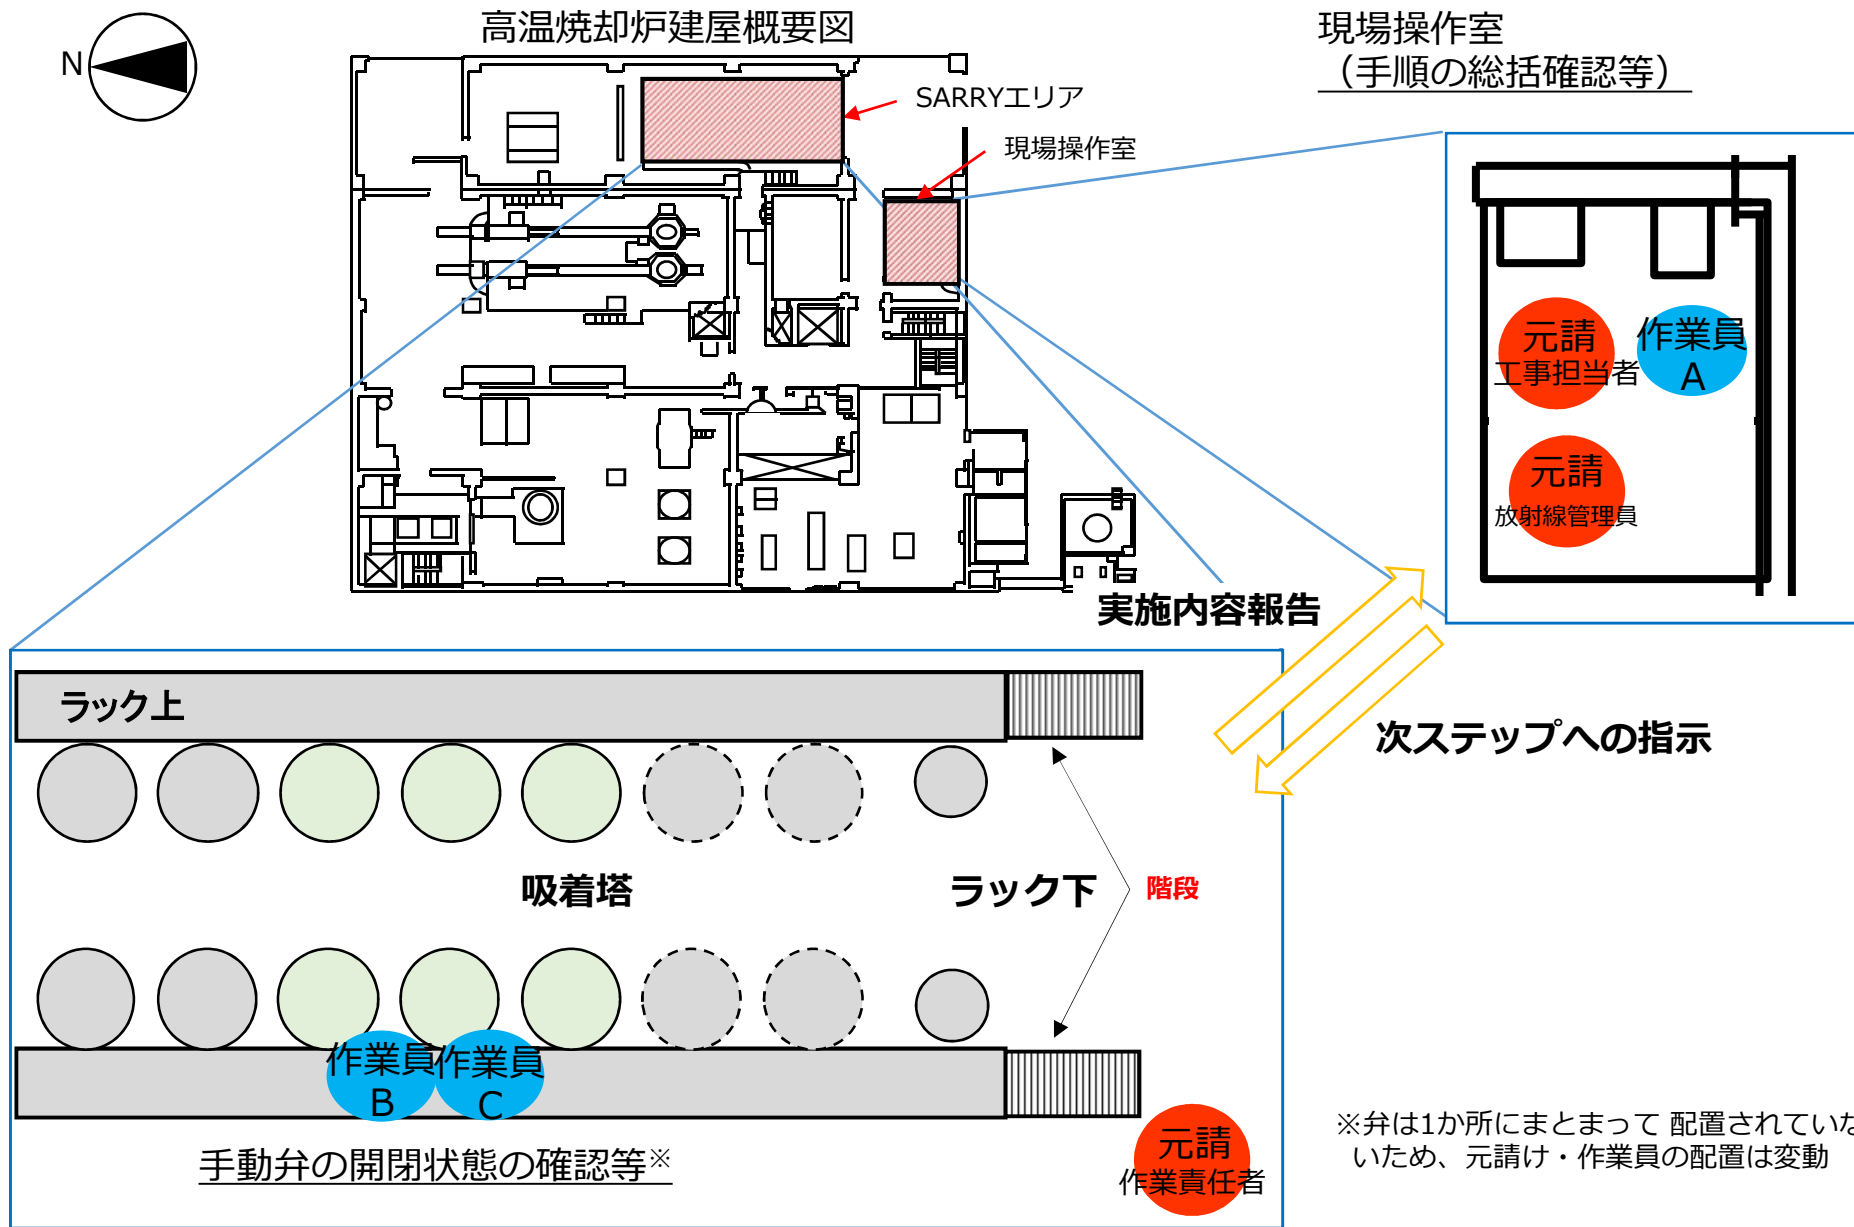 高温焼却炉建屋概要図
現場操作室
（手順の総括確認等）
N
SARRYエリア
現場操作室
元請
工事担当者
作業員
A
元請
放射線管理員
実施内容報告
次ステップへの指示
ラック上
吸着塔
ラック下
階段
作業員
B
作業員
C
手動弁の開閉状態の確認等※
元請
作業責任者
※弁は1か所にまとまって 配置されていな
いため、元請け・作業員の配置は変動